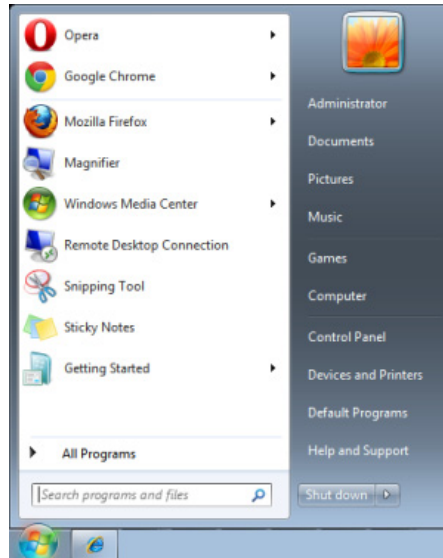 Opera
Google Chrome
Mozilla Firefox
Magnifier
Windows Media Center
Remote Desktop Connection
Snipping Tool
Sticky Notes
Getting Started
All Programs
Search programs and files
Administrator
Documents
Pictures
Music
Games
Computer
Control Panel
Devices and Printers
Default Programs
Help and Support
Shut down